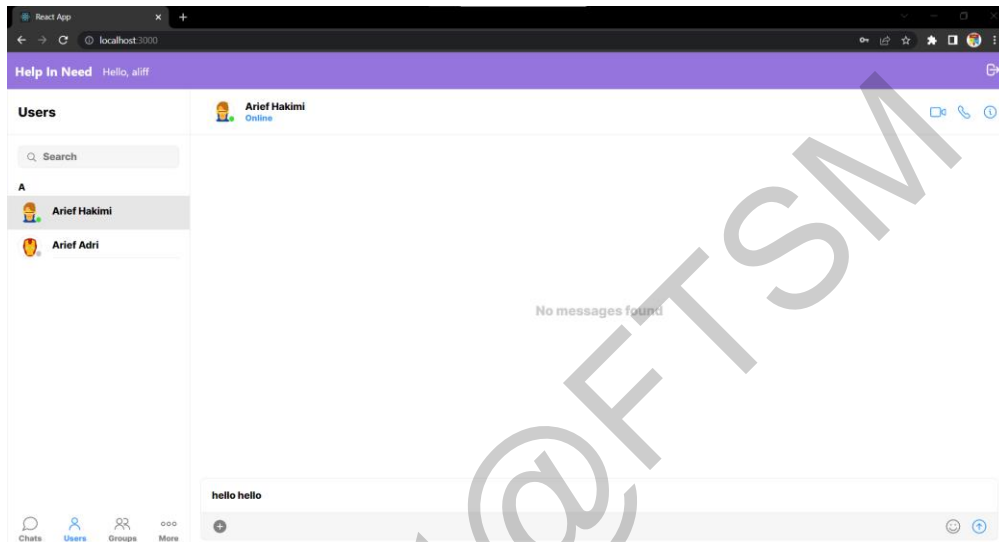 React App
localhost:3000
Help In Need Hello, aliff
Users
Arief Hakimi
Online
Search
A
Arief Hakimi
Arief Adri
No messages found
hello hello
Chats Users Groups More
@FTSM